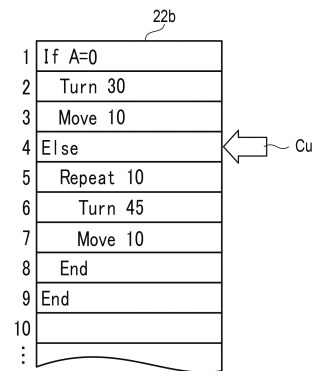 22b
1 If A=0
2 Turn 30
3 Move 10
4 Else
Cu
5 Repeat 10
6 Turn 45
7 Move 10
8 End
9 End
10
⋮